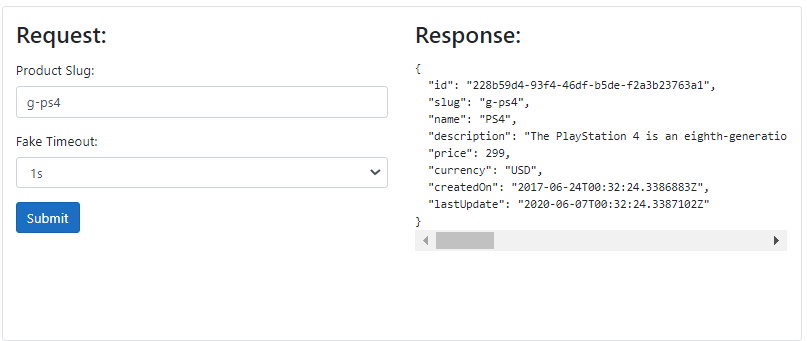 Request:
Product Slug:
g-ps4
Fake Timeout:
1s
Submit
Response:
{
  "id": "228b59d4-93f4-46df-b5de-f2a3b23763a1",
  "slug": "g-ps4",
  "name": "PS4",
  "description": "The PlayStation 4 is an eighth-generatio
  "price": 299,
  "currency": "USD",
  "createdOn": "2017-06-24T00:32:24.3386883Z",
  "lastUpdate": "2020-06-07T00:32:24.3387102Z"
}